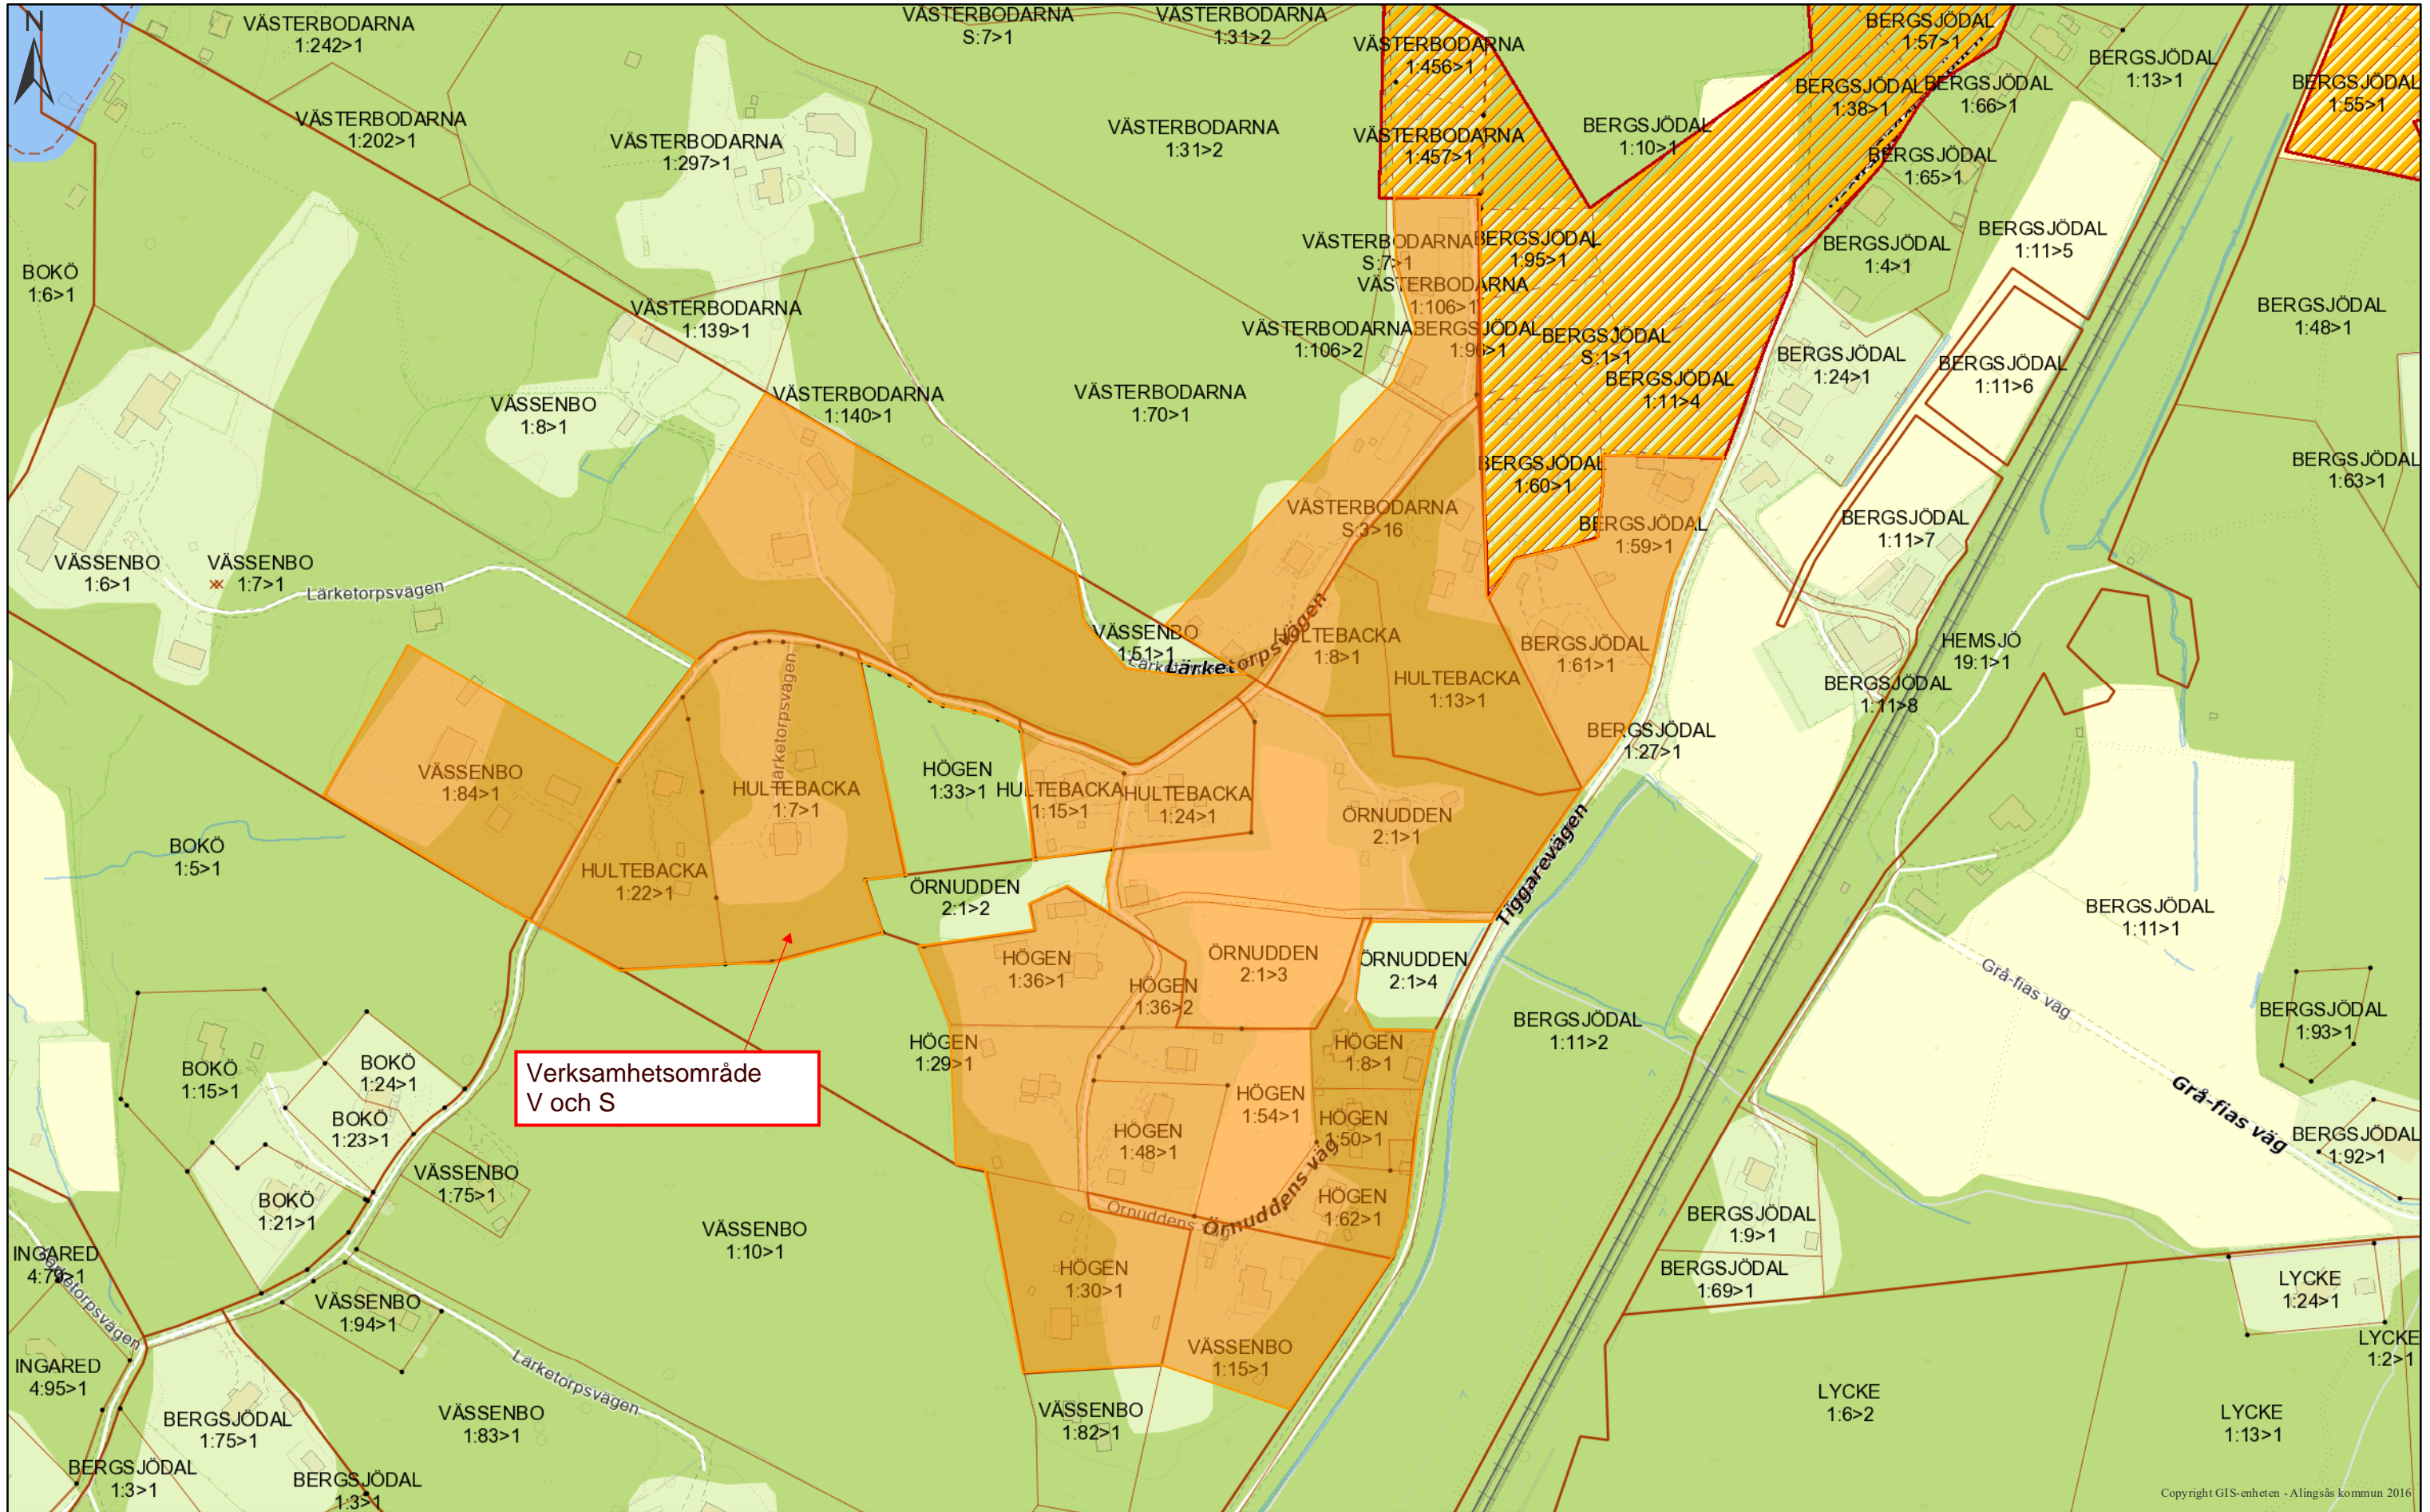 N
VÄSTERBODARNA
1:242>1
VÄSTERBODARNA
S:7>1
VÄSTERBODARNA
1:31>2
VÄSTERBODARNA
1:456>1
BERGSJÖDAL
1:57>1
BERGSJÖDAL
1:13>1
BERGSJÖDAL
1:55>1
BERGSJÖDAL
1:38>1
BERGSJÖDAL
1:66>1
VÄSTERBODARNA
1:202>1
VÄSTERBODARNA
1:297>1
VÄSTERBODARNA
1:31>2
VÄSTERBODARNA
1:457>1
BERGSJÖDAL
1:10>1
BERGSJÖDAL
1:65>1
BOKÖ
1:6>1
VÄSTERBODARNA
S:7>1
BERGSJÖDAL
1:95>1
BERGSJÖDAL
1:4>1
BERGSJÖDAL
1:11>5
VÄSTERBODARNA
1:139>1
VÄSTERBODARNA
1:106>1
BERGSJÖDAL
1:48>1
VÄSTERBODARNA
1:106>2
BERGSJÖDAL
1:96>1
BERGSJÖDAL
S:1>1
BERGSJÖDAL
1:24>1
BERGSJÖDAL
1:11>6
VÄSSENBO
1:8>1
VÄSTERBODARNA
1:140>1
VÄSTERBODARNA
1:70>1
BERGSJÖDAL
1:11>4
BERGSJÖDAL
1:60>1
BERGSJÖDAL
1:63>1
VÄSTERBODARNA
S:3>16
BERGSJÖDAL
1:59>1
BERGSJÖDAL
1:11>7
VÄSSENBO
1:6>1
VÄSSENBO
1:7>1
Lärketorpsvägen
VÄSSENBO
1:51>1
Lärketorpsvägen
HULTEBACKA
1:8>1
BERGSJÖDAL
1:61>1
HEMSJÖ
19:1>1
HULTEBACKA
1:13>1
BERGSJÖDAL
1:11>8
Lärketorpsvägen
BERGSJÖDAL
1:27>1
VÄSSENBO
1:84>1
HULTEBACKA
1:7>1
HÖGEN
1:33>1
HULTEBACKA
1:15>1
HULTEBACKA
1:24>1
ÖRNUDDEN
2:1>1
Tiggarevägen
BOKÖ
1:5>1
HULTEBACKA
1:22>1
ÖRNUDDEN
2:1>2
BERGSJÖDAL
1:11>1
HÖGEN
1:36>1
ÖRNUDDEN
2:1>3
ÖRNUDDEN
2:1>4
HÖGEN
1:36>2
Grå-fias väg
BERGSJÖDAL
1:93>1
BERGSJÖDAL
1:11>2
HÖGEN
1:29>1
HÖGEN
1:8>1
BOKÖ
1:15>1
BOKÖ
1:24>1
Verksamhetsområde
V och S
HÖGEN
1:54>1
Grå-fias väg
BOKÖ
1:23>1
HÖGEN
1:48>1
HÖGEN
1:50>1
BERGSJÖDAL
1:92>1
VÄSSENBO
1:75>1
BOKÖ
1:21>1
HÖGEN
1:62>1
Örnuddens väg
Örnuddens väg
BERGSJÖDAL
1:9>1
VÄSSENBO
1:10>1
INGARED
4:79>1
Lärketorpsvägen
HÖGEN
1:30>1
BERGSJÖDAL
1:69>1
LYCKE
1:24>1
VÄSSENBO
1:94>1
LYCKE
1:2>1
VÄSSENBO
1:15>1
INGARED
4:95>1
Lärketorpsvägen
LYCKE
1:6>2
BERGSJÖDAL
1:75>1
VÄSSENBO
1:83>1
VÄSSENBO
1:82>1
LYCKE
1:13>1
BERGSJÖDAL
1:3>1
BERGSJÖDAL
1:3>1
Copyright GIS-enheten - Alingsås kommun 2016